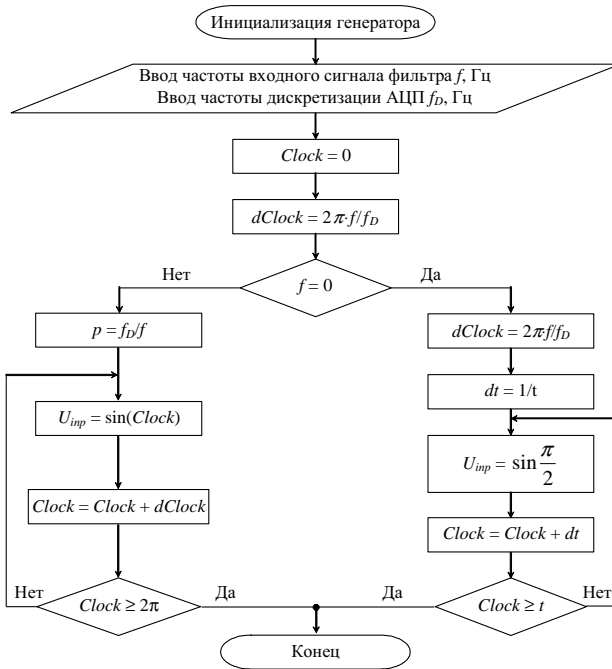 Инициализация генератора
Ввод частоты входного сигнала фильтра f, Гц
Ввод частоты дискретизации АЦП f_D, Гц
Clock = 0
dClock = 2π·f/f_D
Нет
Да
f = 0
p = f_D/f
dClock = 2π·f/f_D
dt = 1/t
U_inp = sin(Clock)
U_inp = sin π/2
Clock = Clock + dClock
Clock = Clock + dt
Нет
Clock ≥ 2π
Да
Да
Clock ≥ t
Нет
Конец